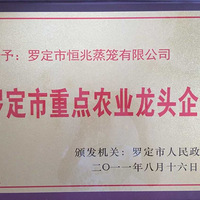 予：罗定市恒兆蒸笼有限公司
罗定市重点农业龙头企
颁发机关：罗定市人民政
二〇一一年八月十六日